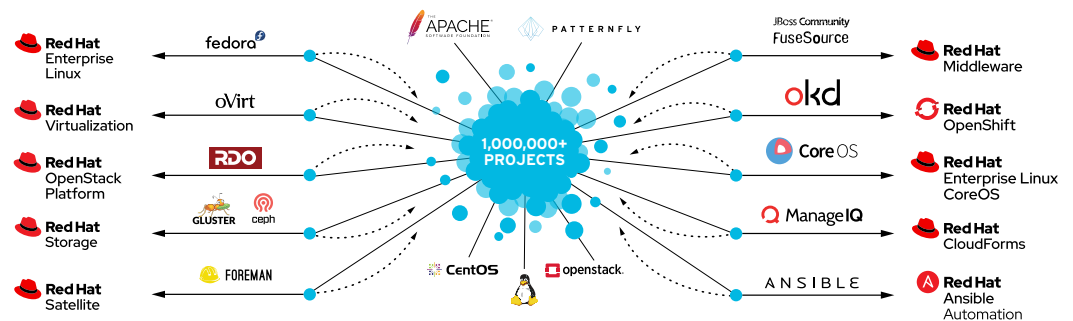 Red Hat
Enterprise
Linux
fedora
THE
APACHE
SOFTWARE FOUNDATION
PATTERNFLY
JBoss Community
FuseSource
Red Hat
Middleware
Red Hat
Virtualization
oVirt
okd
Red Hat
OpenShift
1,000,000+
PROJECTS
Red Hat
OpenStack
Platform
RDO
Core OS
Red Hat
Enterprise Linux
CoreOS
Red Hat
Storage
GLUSTER
ceph
ManageIQ
Red Hat
CloudForms
Red Hat
Satellite
FOREMAN
CentOS
openstack.
ANSIBLE
Red Hat
Ansible
Automation